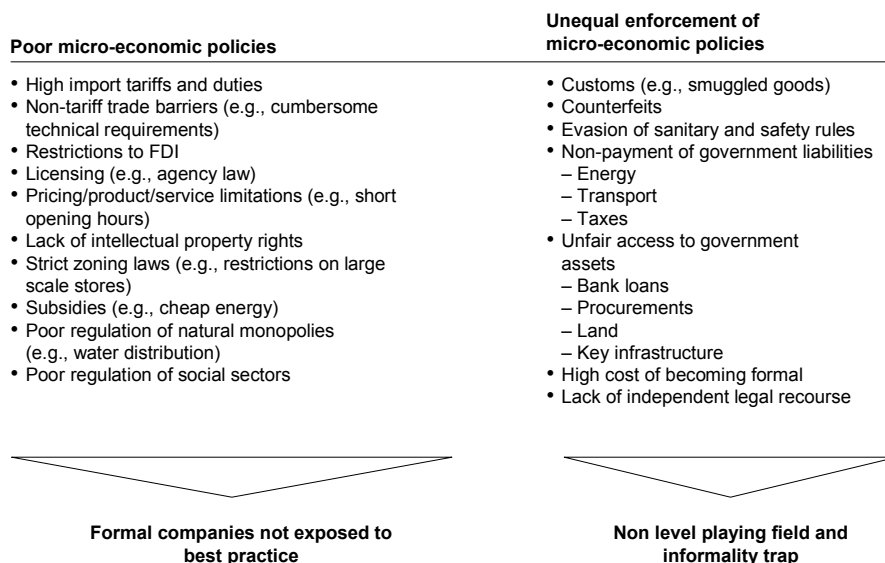 Poor micro-economic policies
• High import tariffs and duties
• Non-tariff trade barriers (e.g., cumbersome
technical requirements)
• Restrictions to FDI
• Licensing (e.g., agency law)
• Pricing/product/service limitations (e.g., short
opening hours)
• Lack of intellectual property rights
• Strict zoning laws (e.g., restrictions on large
scale stores)
• Subsidies (e.g., cheap energy)
• Poor regulation of natural monopolies
(e.g., water distribution)
• Poor regulation of social sectors
Formal companies not exposed to
best practice
Unequal enforcement of
micro-economic policies
• Customs (e.g., smuggled goods)
• Counterfeits
• Evasion of sanitary and safety rules
• Non-payment of government liabilities
– Energy
– Transport
– Taxes
• Unfair access to government
assets
– Bank loans
– Procurements
– Land
– Key infrastructure
• High cost of becoming formal
• Lack of independent legal recourse
Non level playing field and
informality trap